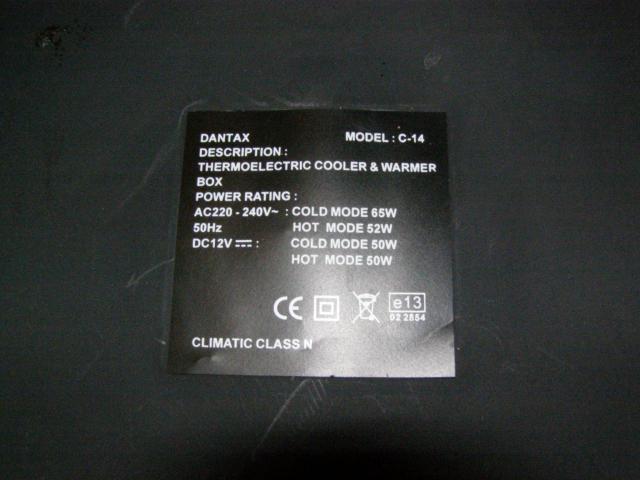 DANTAX MODEL : C-14
DESCRIPTION :
THERMOELECTRIC COOLER & WARMER
BOX
POWER RATING :
AC220 - 240V~ : COLD MODE 65W
50Hz HOT MODE 52W
DC12V ⎓ : COLD MODE 50W
HOT MODE 50W
CE e13
02 2854
CLIMATIC CLASS N